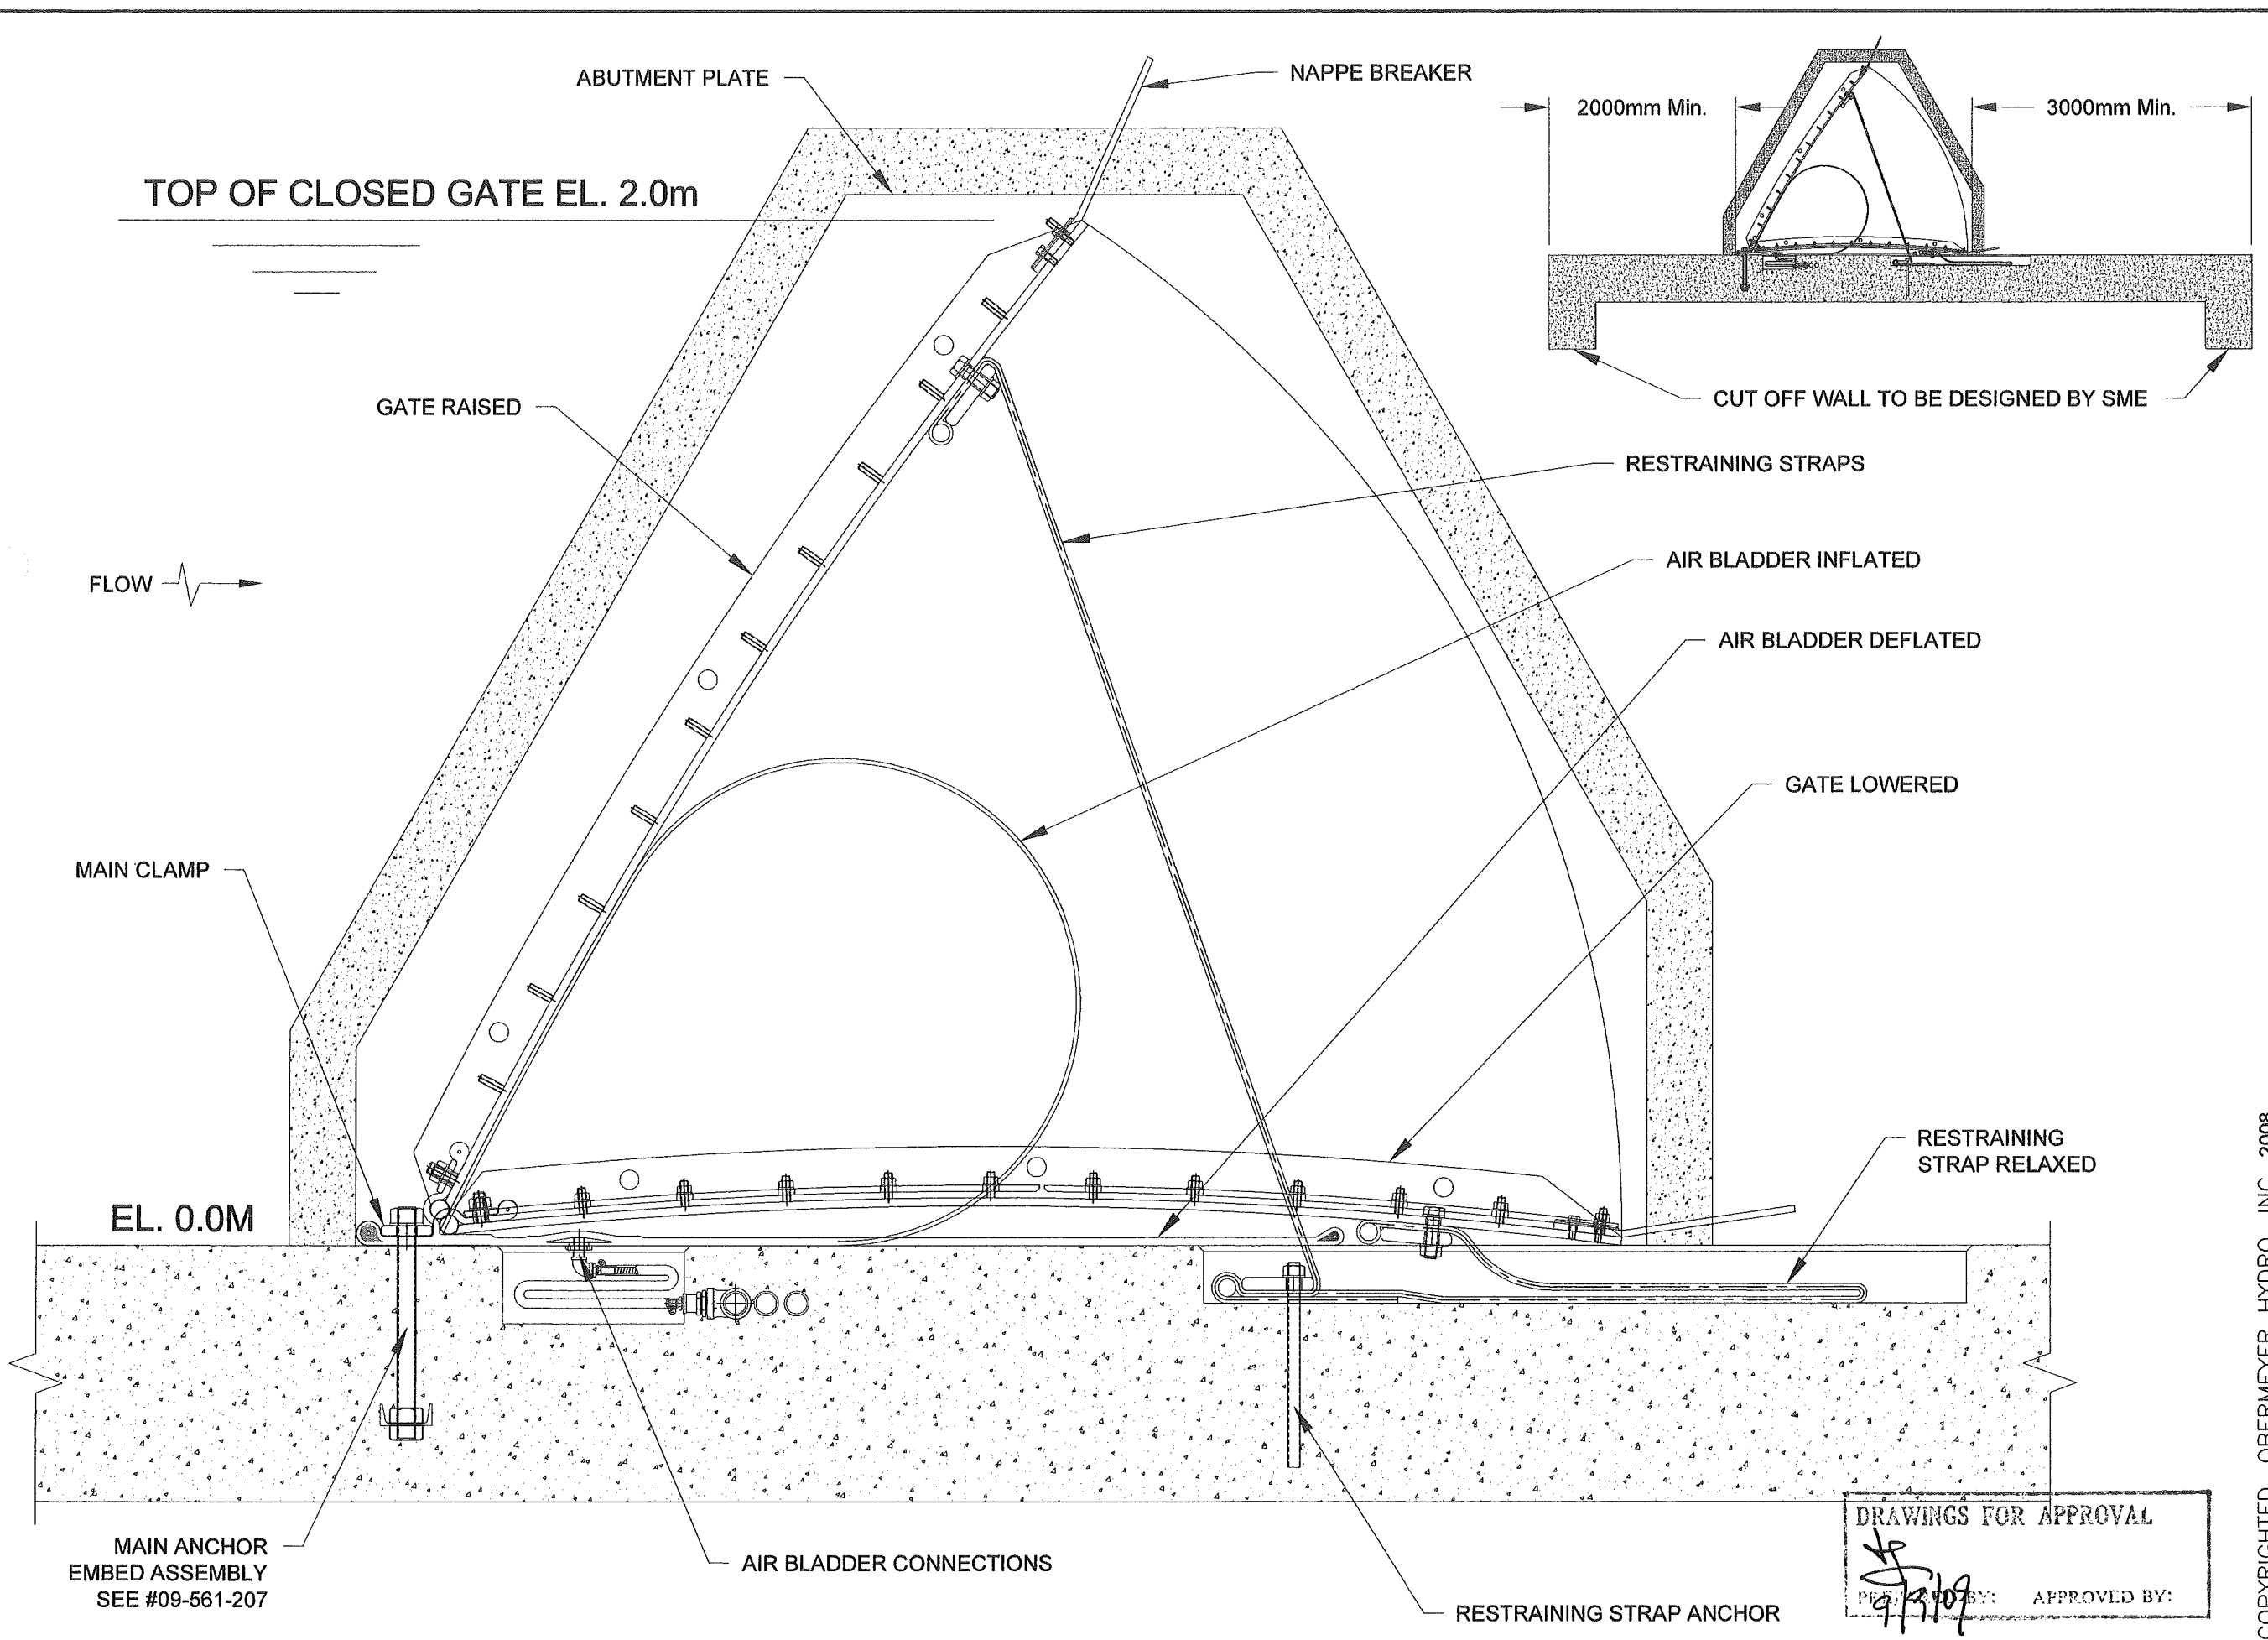 ABUTMENT PLATE
NAPPE BREAKER
2000mm Min.
3000mm Min.
TOP OF CLOSED GATE EL. 2.0m
CUT OFF WALL TO BE DESIGNED BY SME
GATE RAISED
RESTRAINING STRAPS
FLOW
AIR BLADDER INFLATED
AIR BLADDER DEFLATED
GATE LOWERED
MAIN CLAMP
RESTRAINING
STRAP RELAXED
EL. 0.0M
MAIN ANCHOR
EMBED ASSEMBLY
SEE #09-561-207
AIR BLADDER CONNECTIONS
RESTRAINING STRAP ANCHOR
DRAWINGS FOR APPROVAL
PREPARED BY: APPROVED BY:
COPYRIGHTED OBERMEYER HYDRO, INC. 2008